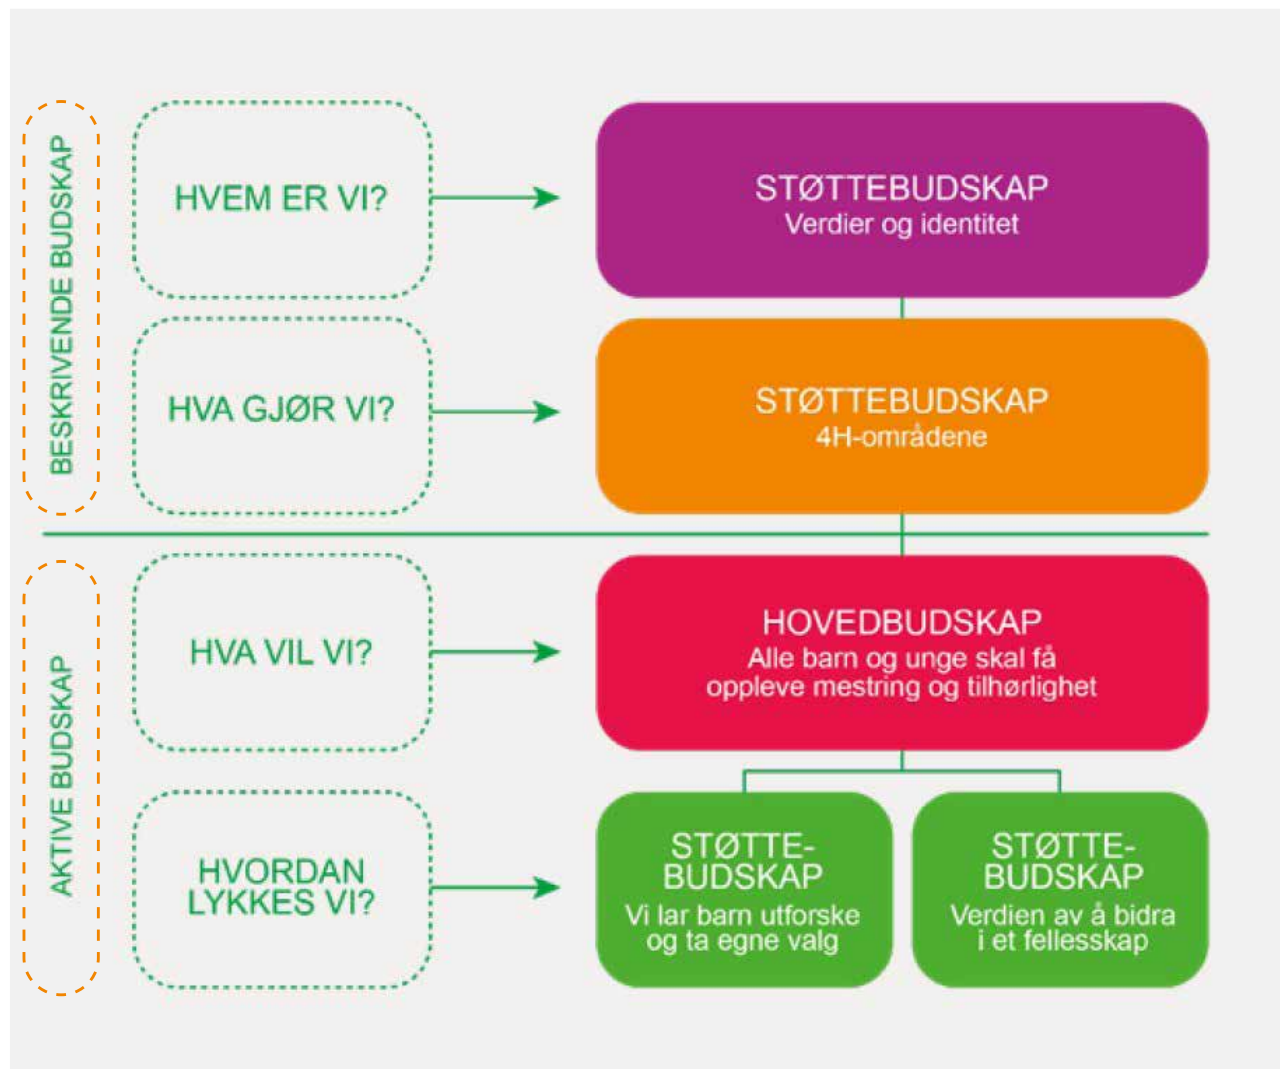 BESKRIVENDE BUDSKAP
HVEM ER VI?
STØTTEBUDSKAP
Verdier og identitet
HVA GJØR VI?
STØTTEBUDSKAP
4H-områdene
AKTIVE BUDSKAP
HVA VIL VI?
HOVEDBUDSKAP
Alle barn og unge skal få
oppleve mestring og tilhørlighet
HVORDAN
LYKKES VI?
STØTTE-
BUDSKAP
Vi lar barn utforske
og ta egne valg
STØTTE-
BUDSKAP
Verdien av å bidra
i et fellesskap